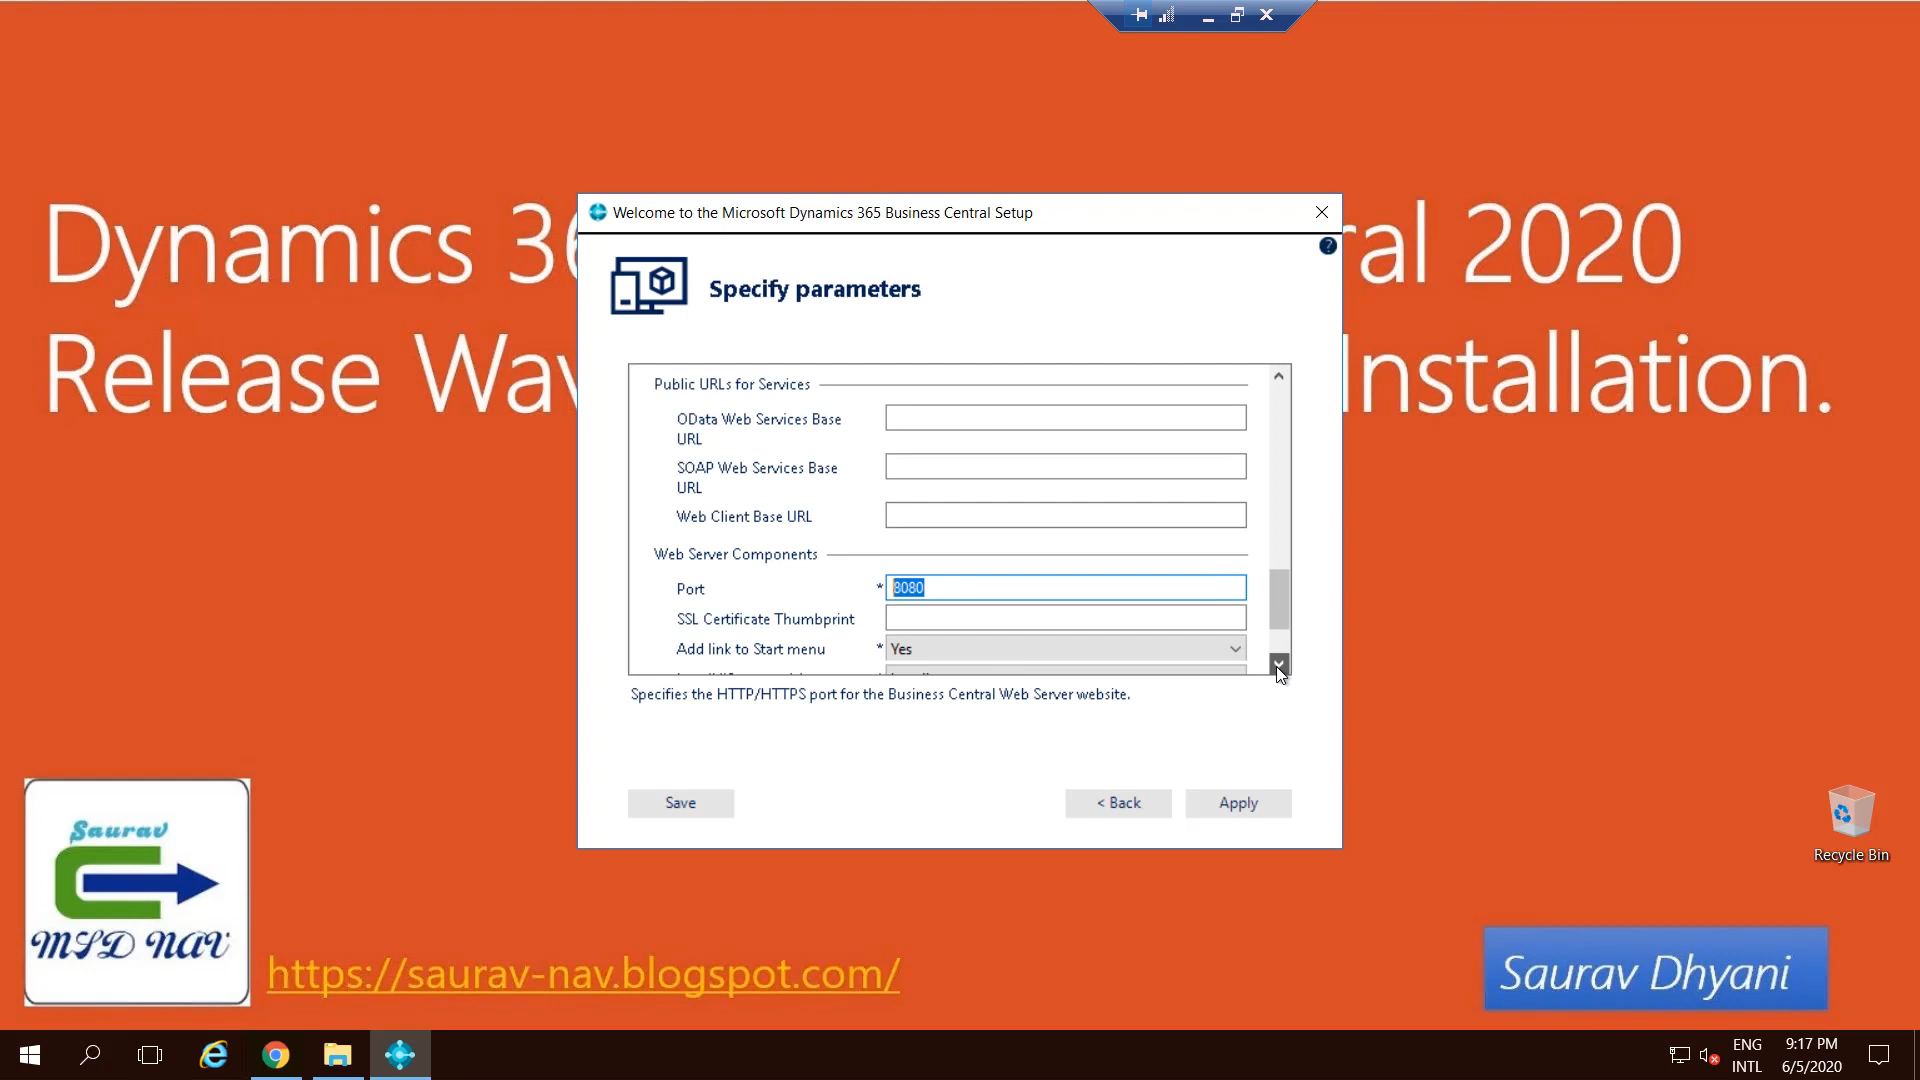 Dynamics 36
ral 2020
Release Wav
Installation.
Welcome to the Microsoft Dynamics 365 Business Central Setup
?
Specify parameters
Public URLs for Services
OData Web Services Base
URL
SOAP Web Services Base
URL
Web Client Base URL
Web Server Components
Port * 8080
SSL Certificate Thumbprint
Add link to Start menu * Yes
Specifies the HTTP/HTTPS port for the Business Central Web Server website.
Save
< Back
Apply
Saurav
MSD NAV
https://saurav-nav.blogspot.com/
Saurav Dhyani
Recycle Bin
ENG
INTL
9:17 PM
6/5/2020